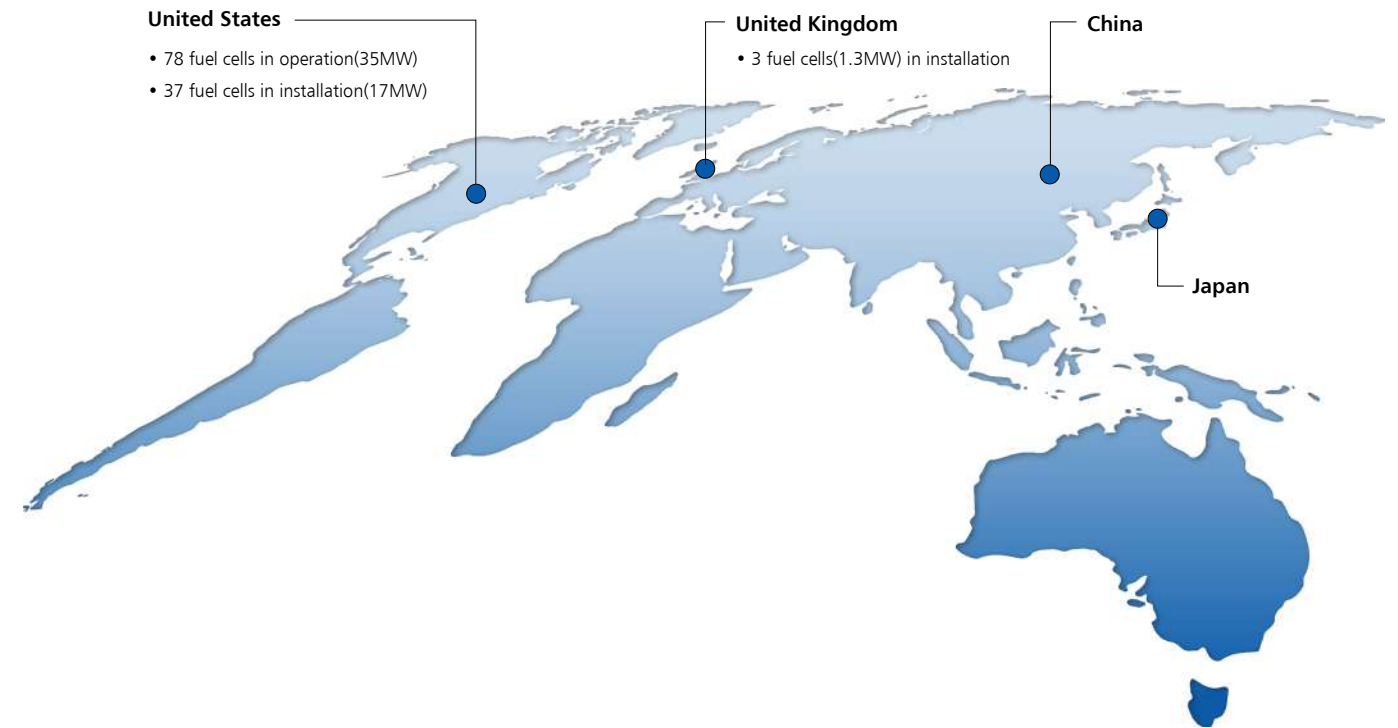 United States
• 78 fuel cells in operation(35MW)
• 37 fuel cells in installation(17MW)
United Kingdom
• 3 fuel cells(1.3MW) in installation
China
Japan